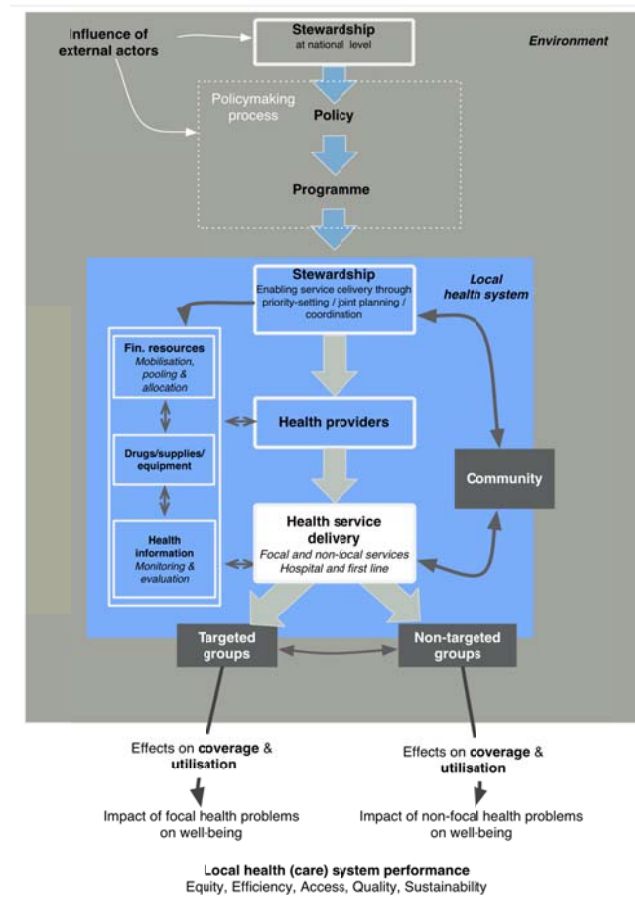 Influence of
external actors
Stewardship
at national level
Environment
Policymaking
process
Policy
Programme
Stewardship
Enabling service celivery through
priority-setting / joint planning /
coordination
Local
health system
Fin. resources
Mobilisation,
pooling &
allocation
Drugs/supplies/
equipment
Health
information
Monitoring &
evaluation
Health providers
Community
Health service
delivery
Focal and non-local services
Hospital and first line
Targeted
groups
Non-targeted
groups
Effects on coverage &
utilisation
Effects on coverage &
utilisation
Impact of focal health problems
on well-being
Impact of non-focal health problems
on well-being
Local health (care) system performance
Equity, Efficiency, Access, Quality, Sustainability